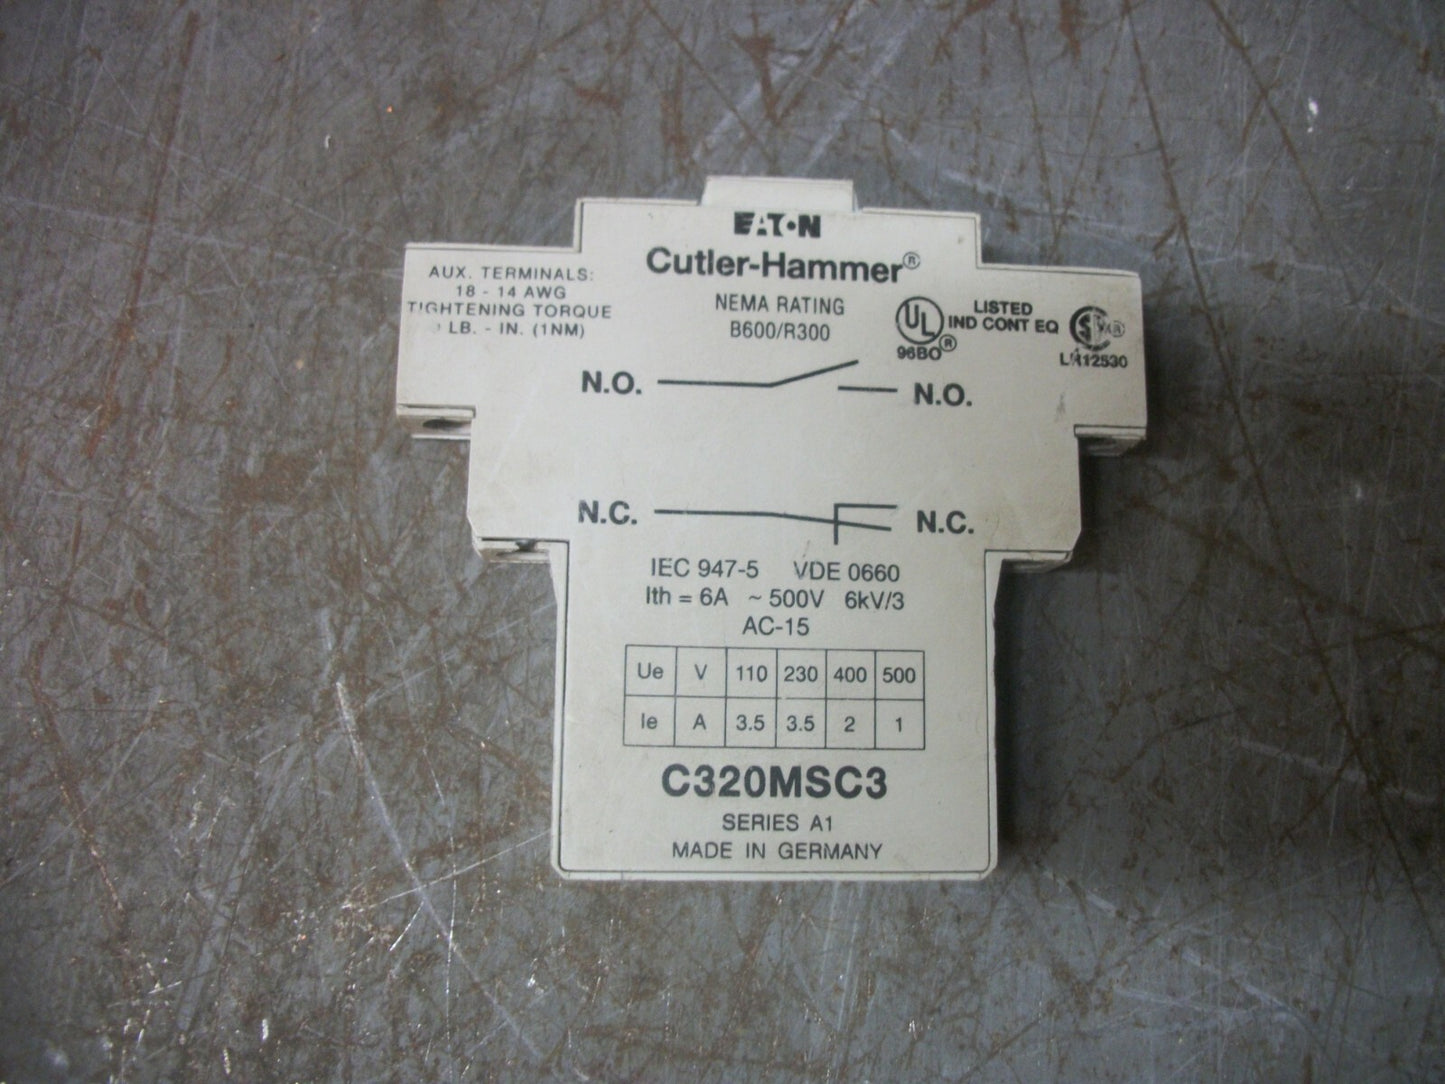 EATON
Cutler-Hammer®
AUX. TERMINALS:
18 - 14 AWG
TIGHTENING TORQUE
LB. - IN. (1NM)
NEMA RATING
B600/R300
UL ®
96BO
LISTED
IND CONT EQ
LR12530
N.O. N.O.
N.C. N.C.
IEC 947-5 VDE 0660
Ith = 6A ~ 500V 6kV/3
AC-15
Ue V 110 230 400 500
Ie A 3.5 3.5 2 1
C320MSC3
SERIES A1
MADE IN GERMANY